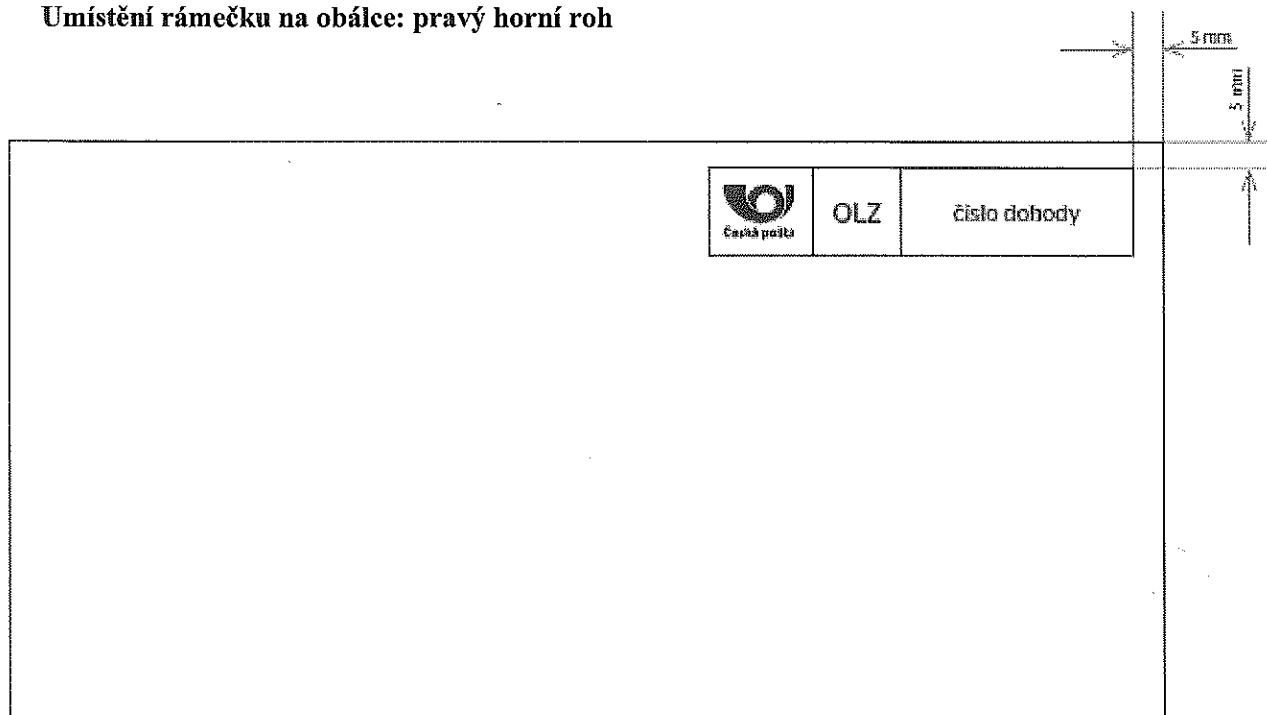 Umístění rámečku na obálce: pravý horní roh
5 mm
5 mm
OLZ
číslo dohody
Česká pošta